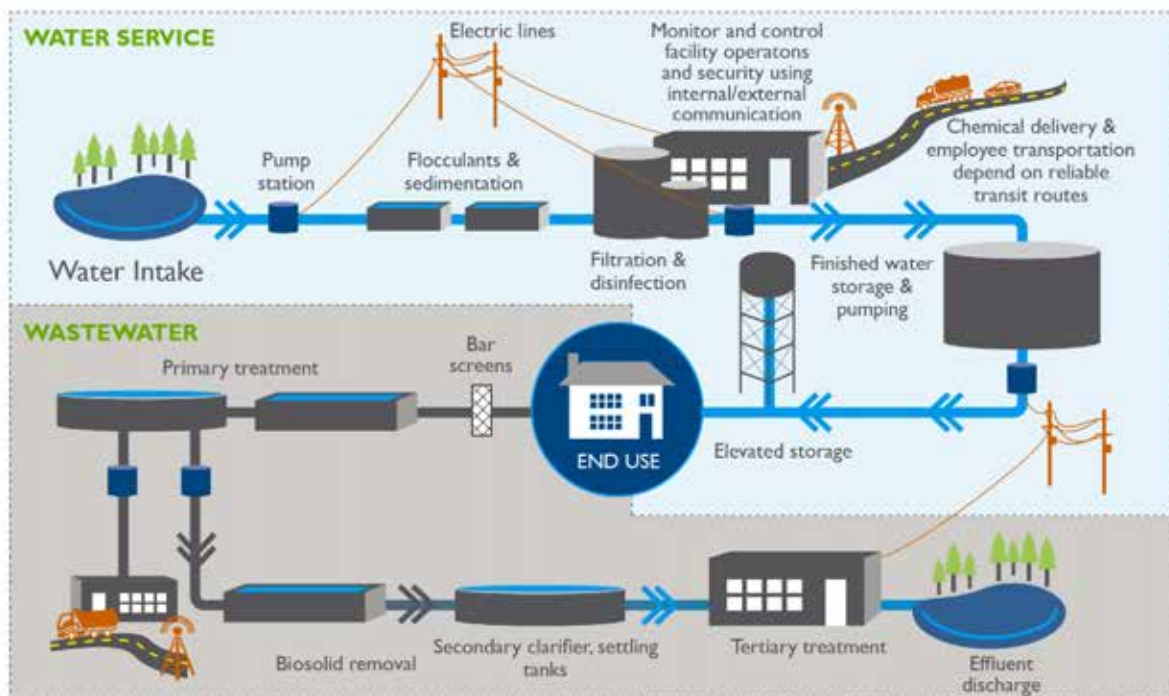 WATER SERVICE
Electric lines
Monitor and control
facility operatons
and security using
internal/external
communication
Chemical delivery &
employee transportation
depend on reliable
transit routes
Pump
station
Flocculants &
sedimentation
Water Intake
Filtration &
disinfection
Finished water
storage &
pumping
WASTEWATER
Primary treatment
Bar
screens
END USE
Elevated storage
Biosolid removal
Secondary clarifier, settling
tanks
Tertiary treatment
Effluent
discharge